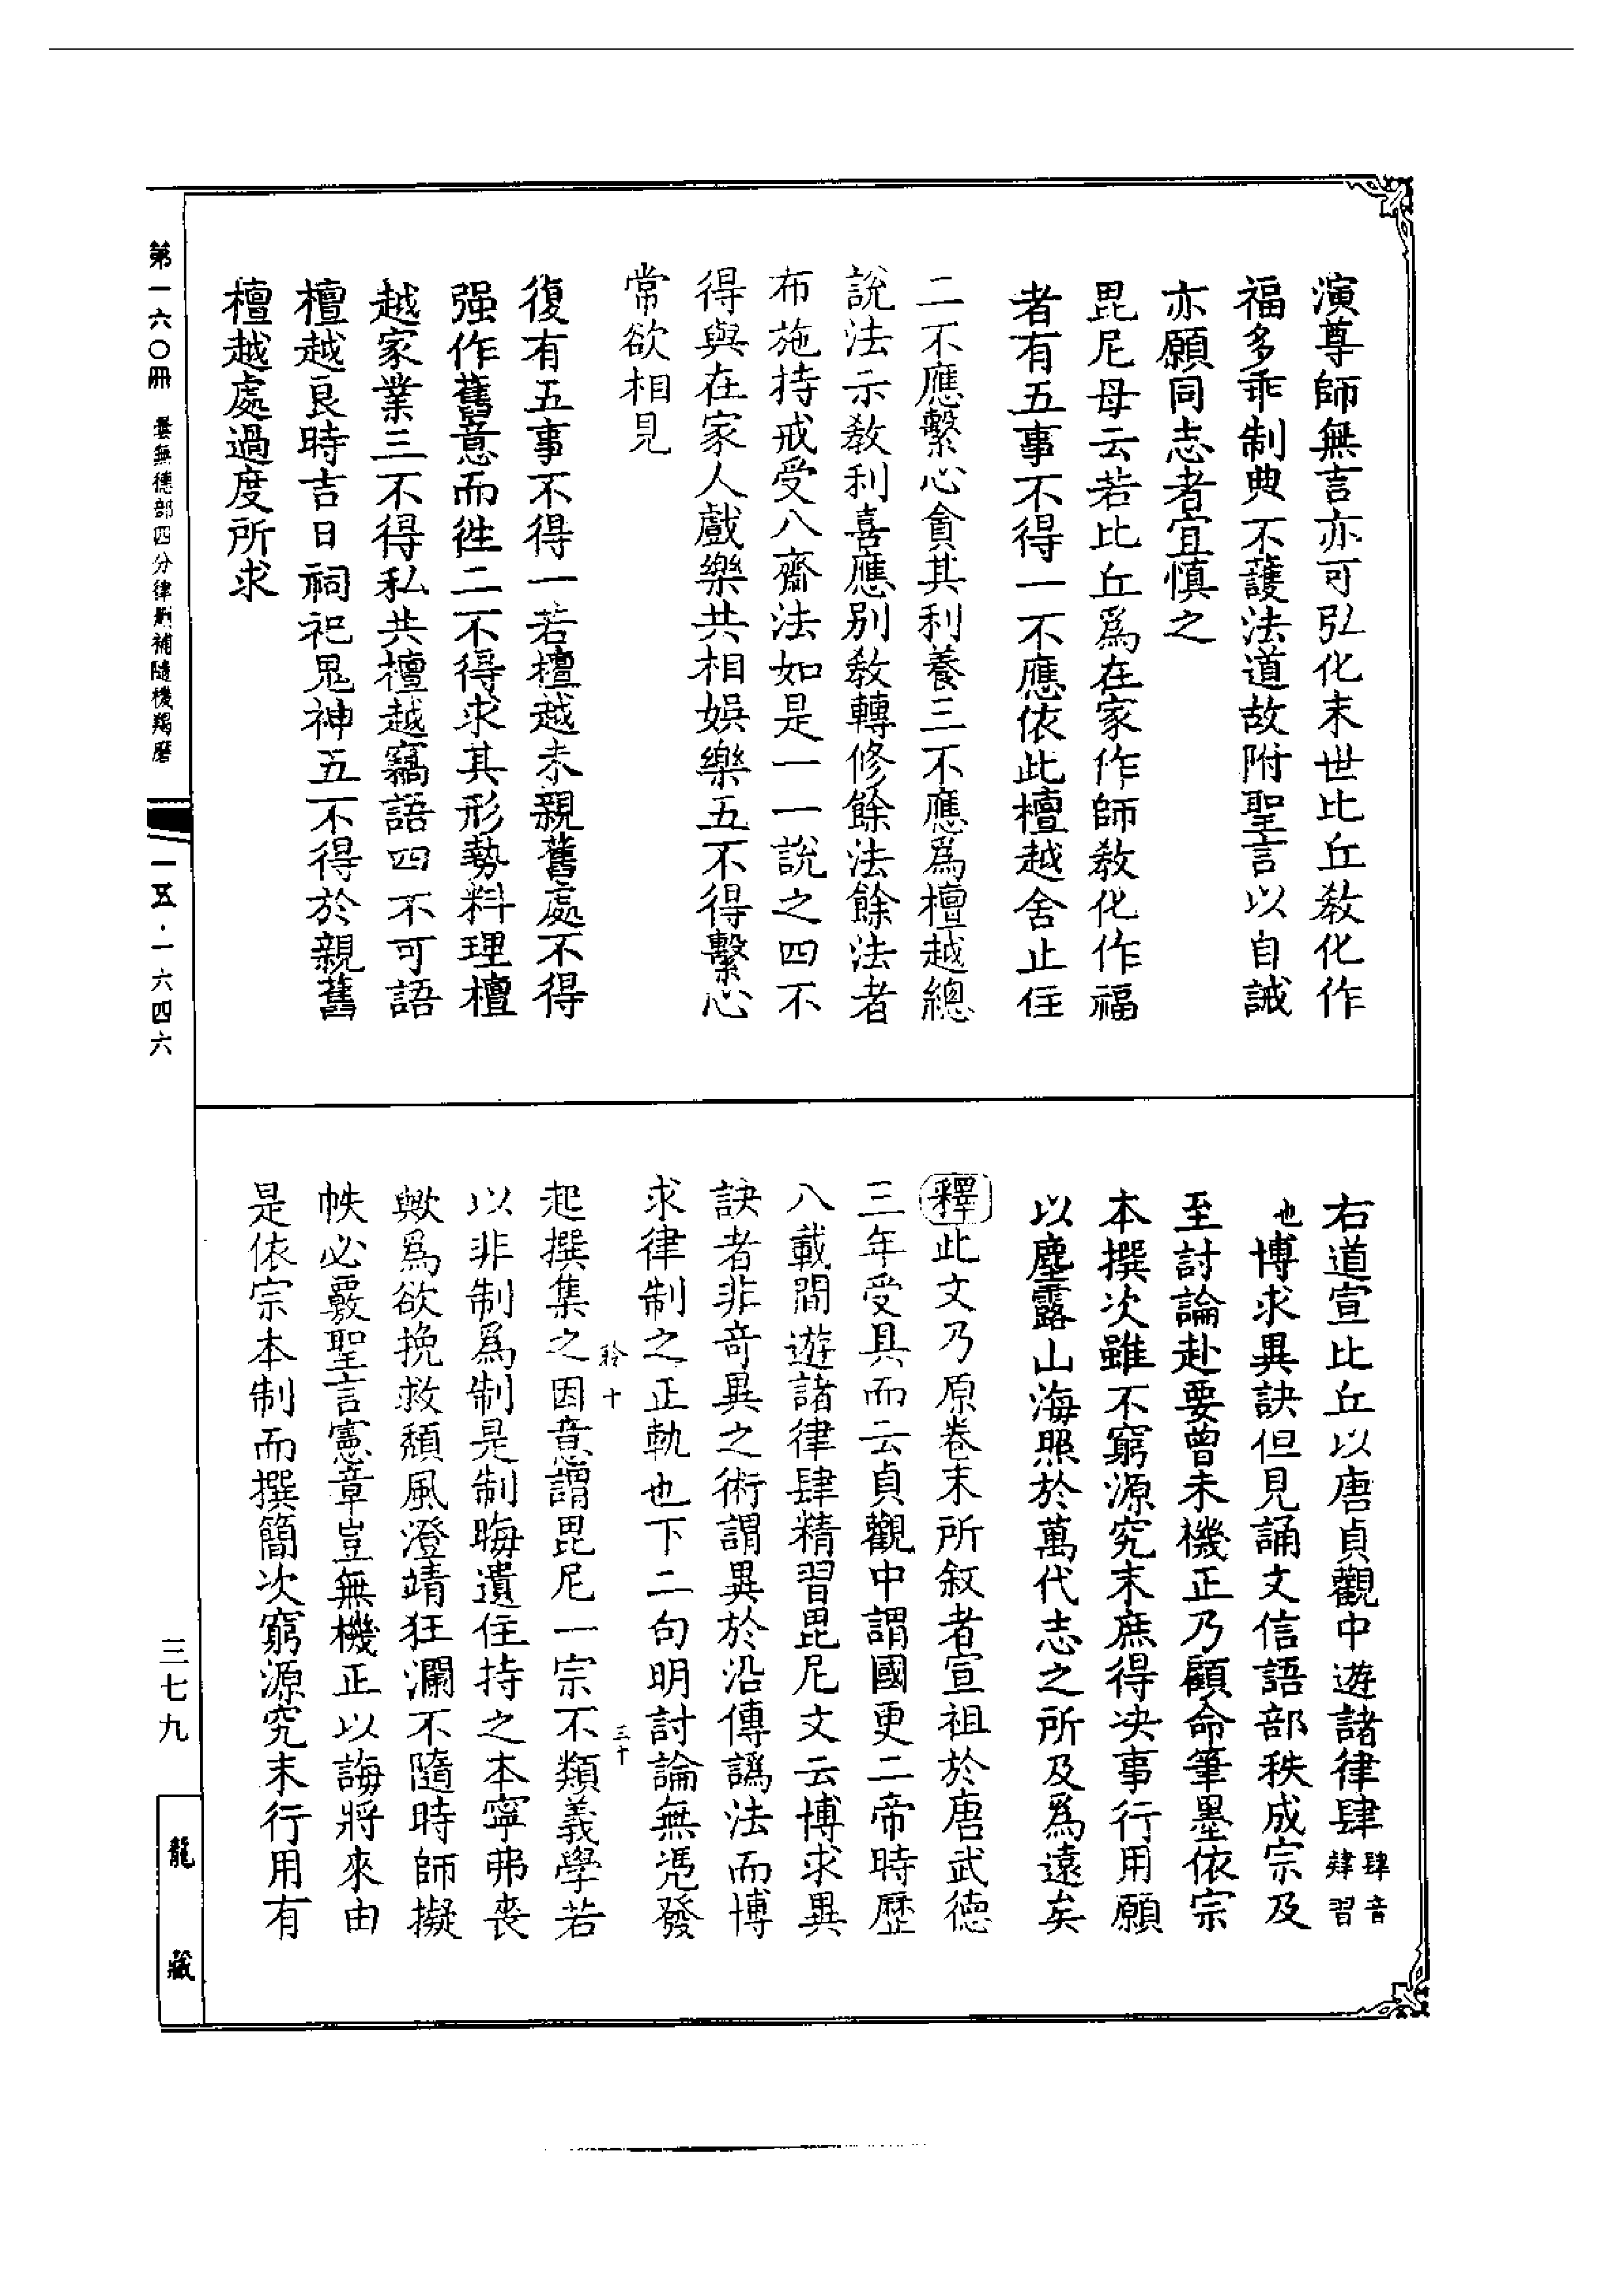 演尊師無言亦可弘化末世比丘教化作
福多乖制典不護法道故附聖言以自誡
亦願同志者宜慎之
毘尼母云若比丘爲在家作師教化作福
者有五事不得一不應依此檀越舍止住
二不應繫心貪其利養三不應爲檀越總
說法示教利喜應別教轉修餘法餘法者
布施持戒受八齋法如是一一說之四不
得與在家人戲樂共相娛樂五不得繫心
常欲相見
復有五事不得一若檀越未親舊處不得
强作舊意而徃二不得求其形勢料理檀
越家業三不得私共檀越竊語四不可語
檀越良時吉日祠祀鬼神五不得於親舊
檀越處過度所求
右道宣比丘以唐貞觀中遊諸律肆肆音肄習
也博求異訣但見誦文信語部秩成宗及
至討論赴要曾未機正乃顧命筆墨依宗
本撰次雖不窮源究末庶得決事行用願
以塵露山海照於萬代志之所及爲遠矣
釋此文乃原卷末所叙者宣祖於唐武德
三年受具而云貞觀中謂國更二帝時歷
八載間遊諸律肆精習毘尼文云博求異
訣者非奇異之術謂異於沿傳譌法而博
求律制之正軌也下二句明討論無凭發
起撰集之因意謂毘尼一宗不類義學若
以非制爲制是制晦遺住持之本寧弗喪
歟爲欲挽救頹風澄靖狂瀾不隨時師擬
帙必覈聖言憲章豈無機正以誨將來由
是依宗本制而撰簡次窮源究末行用有
十
三十
第一六〇冊 曇無德部四分律刪補隨機羯磨
一五·一六四六
三七九
龍藏